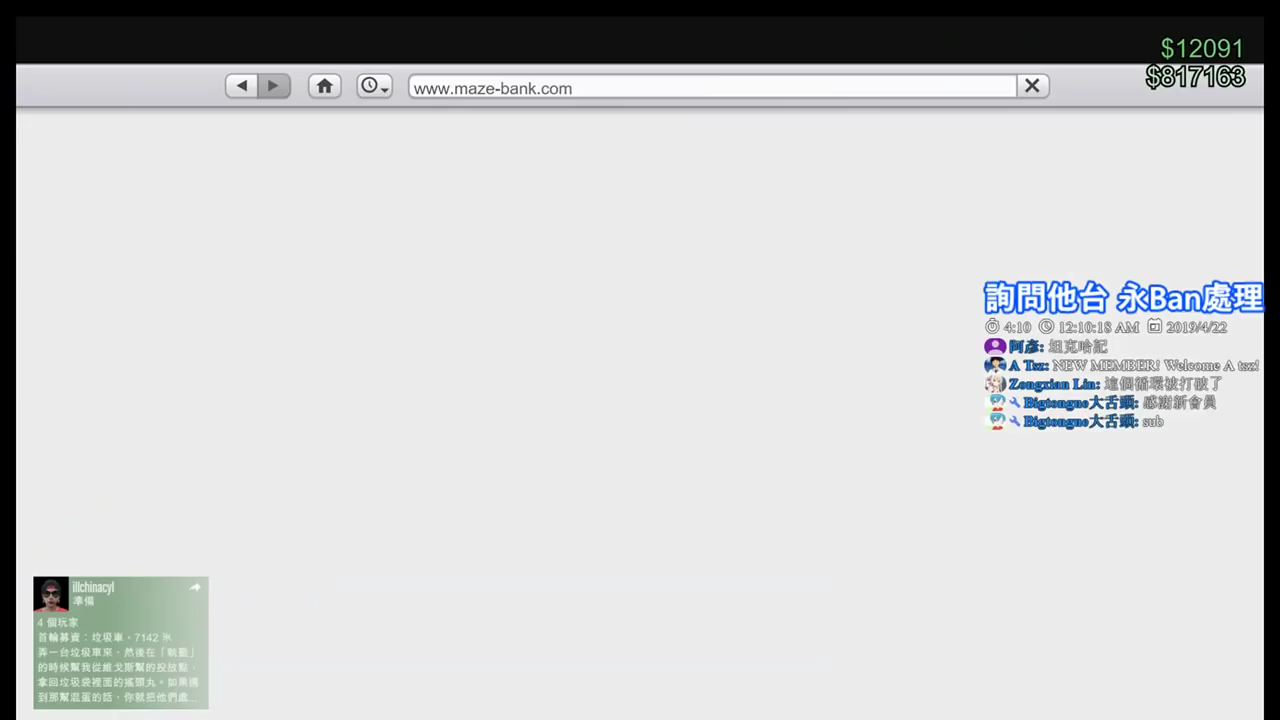 $12091
$817163
www.maze-bank.com
詢問他台 永Ban處理
4:10 12:10:18 AM 2019/4/22
阿彥: 坦克哈記
A Tsz: NEW MEMBER! Welcome A tsz!
Zongxian Lin: 這個循環被打破了
Bigtongue大舌頭: 感謝新會員
Bigtongue大舌頭: sub
illchinacyl
準備
4 個玩家
首輪募資：垃圾車，7142 米
弄一台垃圾車來，然後在「執勤」
的時候幫我從維戈斯幫的投放點，
拿回垃圾袋裡面的搖頭丸。如果遇
到那幫混蛋的話，你就把他們處...